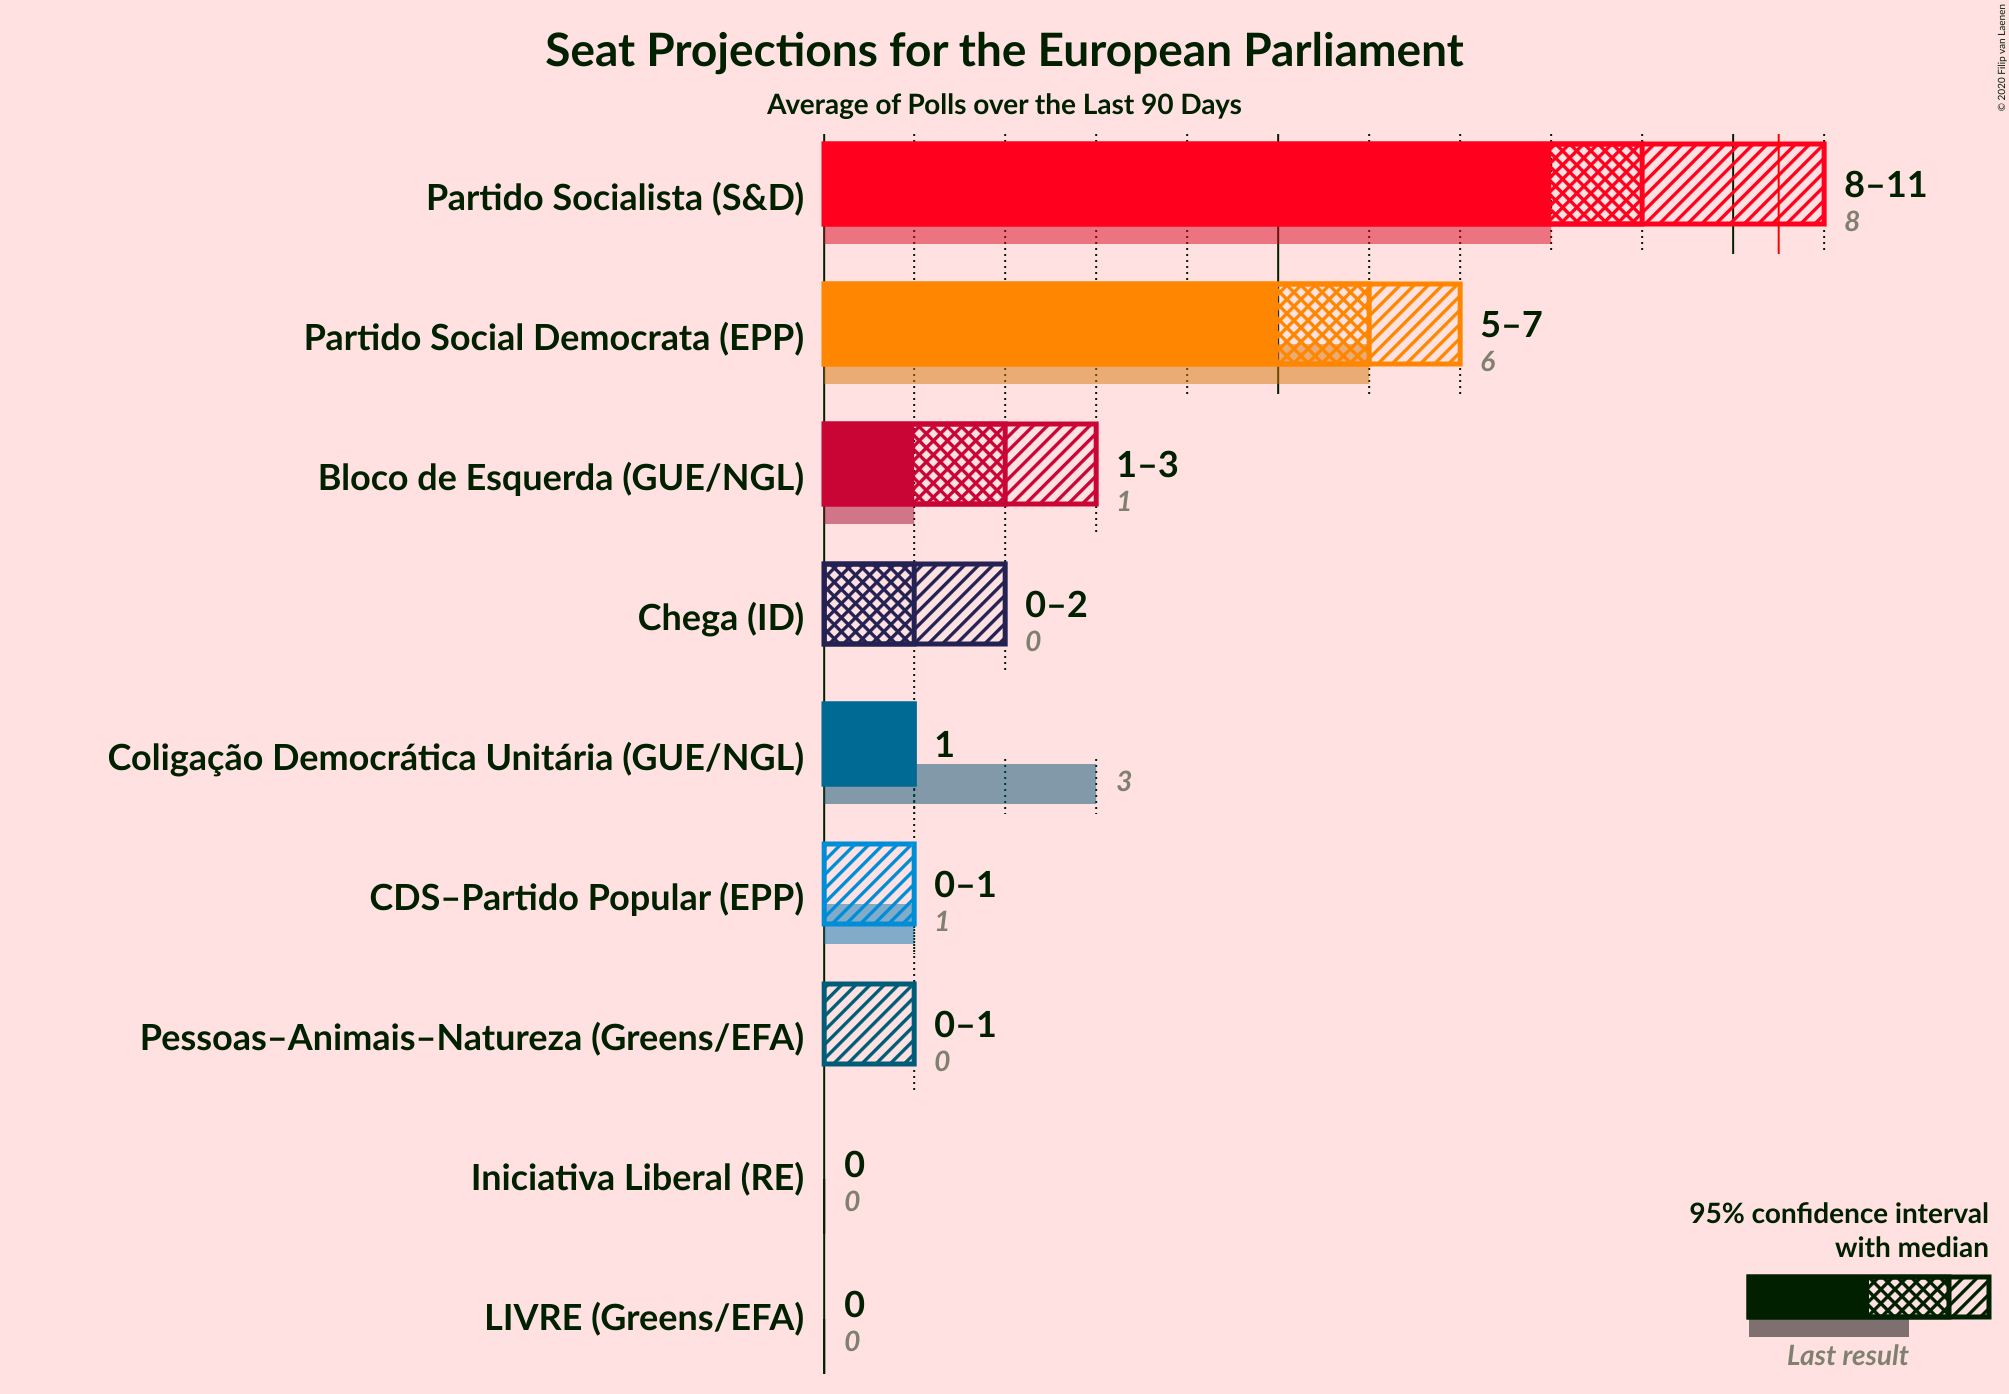 Seat Projections for the European Parliament
Average of Polls over the Last 90 Days
© 2020 Filip van Laenen
Partido Socialista (S&D)
8–11
8
Partido Social Democrata (EPP)
5–7
6
Bloco de Esquerda (GUE/NGL)
1–3
1
Chega (ID)
0–2
0
Coligação Democrática Unitária (GUE/NGL)
1
3
CDS–Partido Popular (EPP)
0–1
1
Pessoas–Animais–Natureza (Greens/EFA)
0–1
0
Iniciativa Liberal (RE)
0
0
LIVRE (Greens/EFA)
0
0
95% confidence interval
with median
Last result